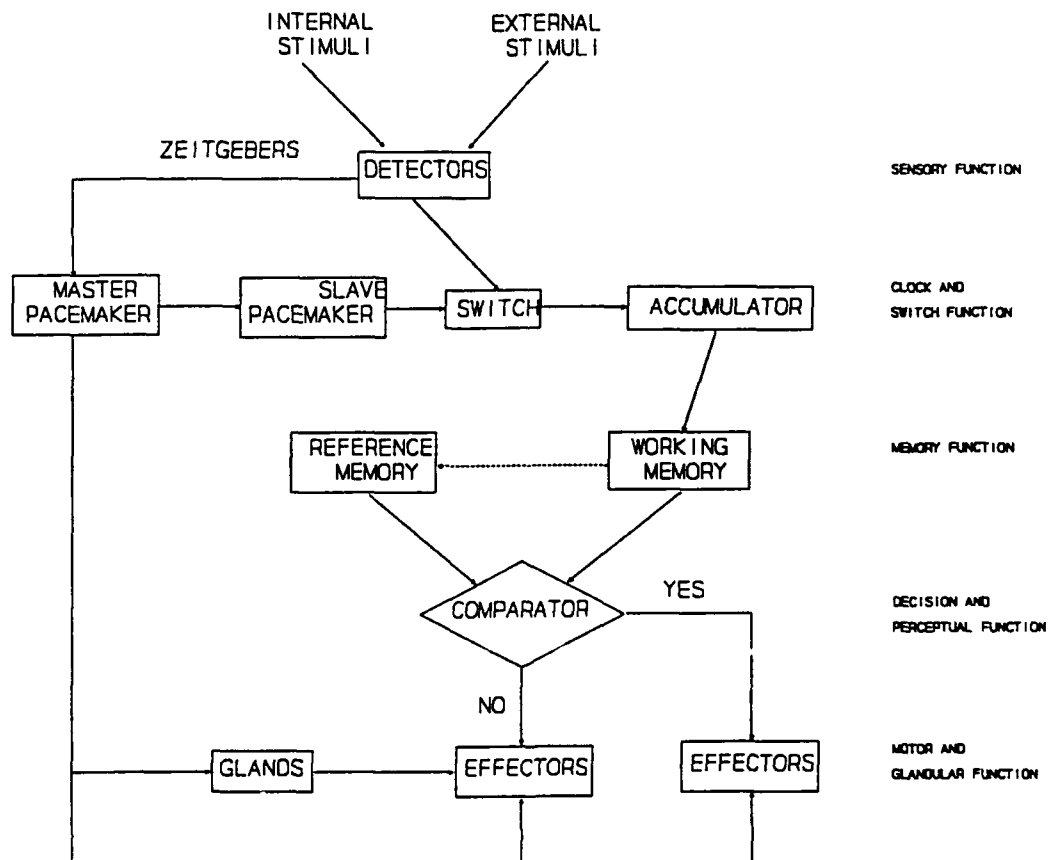 INTERNAL
STIMULI
EXTERNAL
STIMULI
ZEITGEBERS
DETECTORS
SENSORY FUNCTION
MASTER
PACEMAKER
SLAVE
PACEMAKER
SWITCH
ACCUMULATOR
CLOCK AND
SWITCH FUNCTION
REFERENCE
MEMORY
WORKING
MEMORY
MEMORY FUNCTION
COMPARATOR
YES
DECISION AND
PERCEPTUAL FUNCTION
NO
GLANDS
EFFECTORS
EFFECTORS
MOTOR AND
GLANDULAR FUNCTION